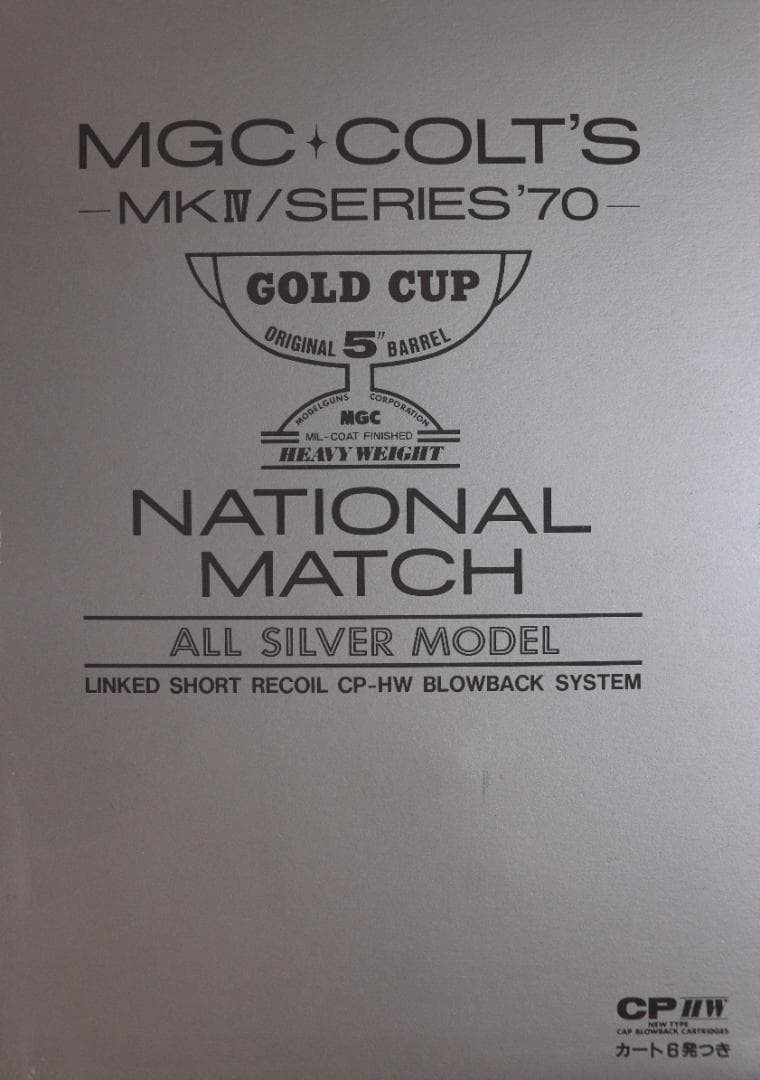 MGC✦COLT'S
—MKⅣ/SERIES'70—
GOLD CUP
ORIGINAL 5" BARREL
MODELGUNS CORPORATION
MGC
MIL-COAT FINISHED
HEAVY WEIGHT
NATIONAL
MATCH
ALL SILVER MODEL
LINKED SHORT RECOIL CP-HW BLOWBACK SYSTEM
CP HW
NEW TYPE
CAP BLOWBACK CARTRIDGES
カート6発つき